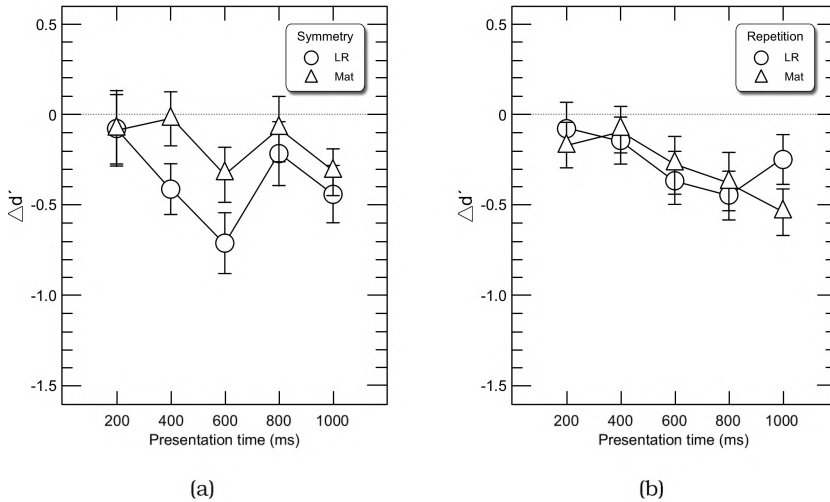 Symmetry
LR
Mat
0.5
0
-0.5
-1.0
-1.5
△d´
200 400 600 800 1000
Presentation time (ms)
(a)
Repetition
LR
Mat
0.5
0
-0.5
-1.0
-1.5
△d´
200 400 600 800 1000
Presentation time (ms)
(b)